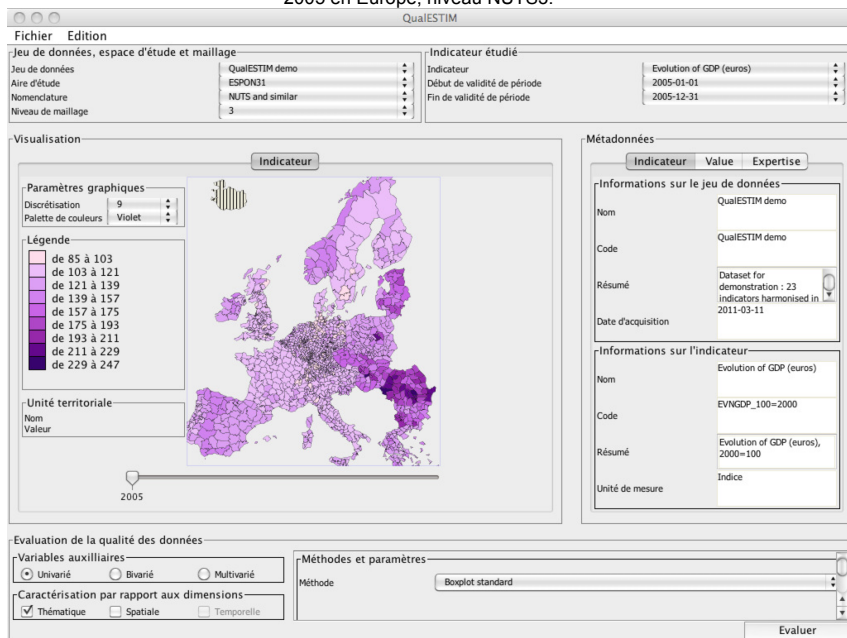 2005 en Europe, niveau NUTS3.
QualESTIM
Fichier Edition
Jeu de données, espace d'étude et maillage
Jeu de données QualESTIM demo
Aire d'étude ESPON31
Nomenclature NUTS and similar
Niveau de maillage 3
Indicateur étudié
Indicateur Evolution of GDP (euros)
Début de validité de période 2005-01-01
Fin de validité de période 2005-12-31
Visualisation
Indicateur
Paramètres graphiques
Discrétisation 9
Palette de couleurs Violet
Légende
de 85 à 103
de 103 à 121
de 121 à 139
de 139 à 157
de 157 à 175
de 175 à 193
de 193 à 211
de 211 à 229
de 229 à 247
Unité territoriale
Nom
Valeur
2005
Métadonnées
Indicateur Value Expertise
Informations sur le jeu de données
Nom QualESTIM demo
Code QualESTIM demo
Résumé Dataset for
demonstration : 23
indicators harmonised in
Date d'acquisition 2011-03-11
Informations sur l'indicateur
Nom Evolution of GDP (euros)
Code EVNGDP_100=2000
Résumé Evolution of GDP (euros),
2000=100
Unité de mesure Indice
Evaluation de la qualité des données
Variables auxilliaires
Univarié Bivarié Multivarié
Caractérisation par rapport aux dimensions
Thématique Spatiale Temporelle
Méthodes et paramètres
Méthode Boxplot standard
Evaluer